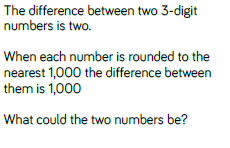 The difference between two 3-digit
numbers is two.
When each number is rounded to the
nearest 1,000 the difference between
them is 1,000
What could the two numbers be?